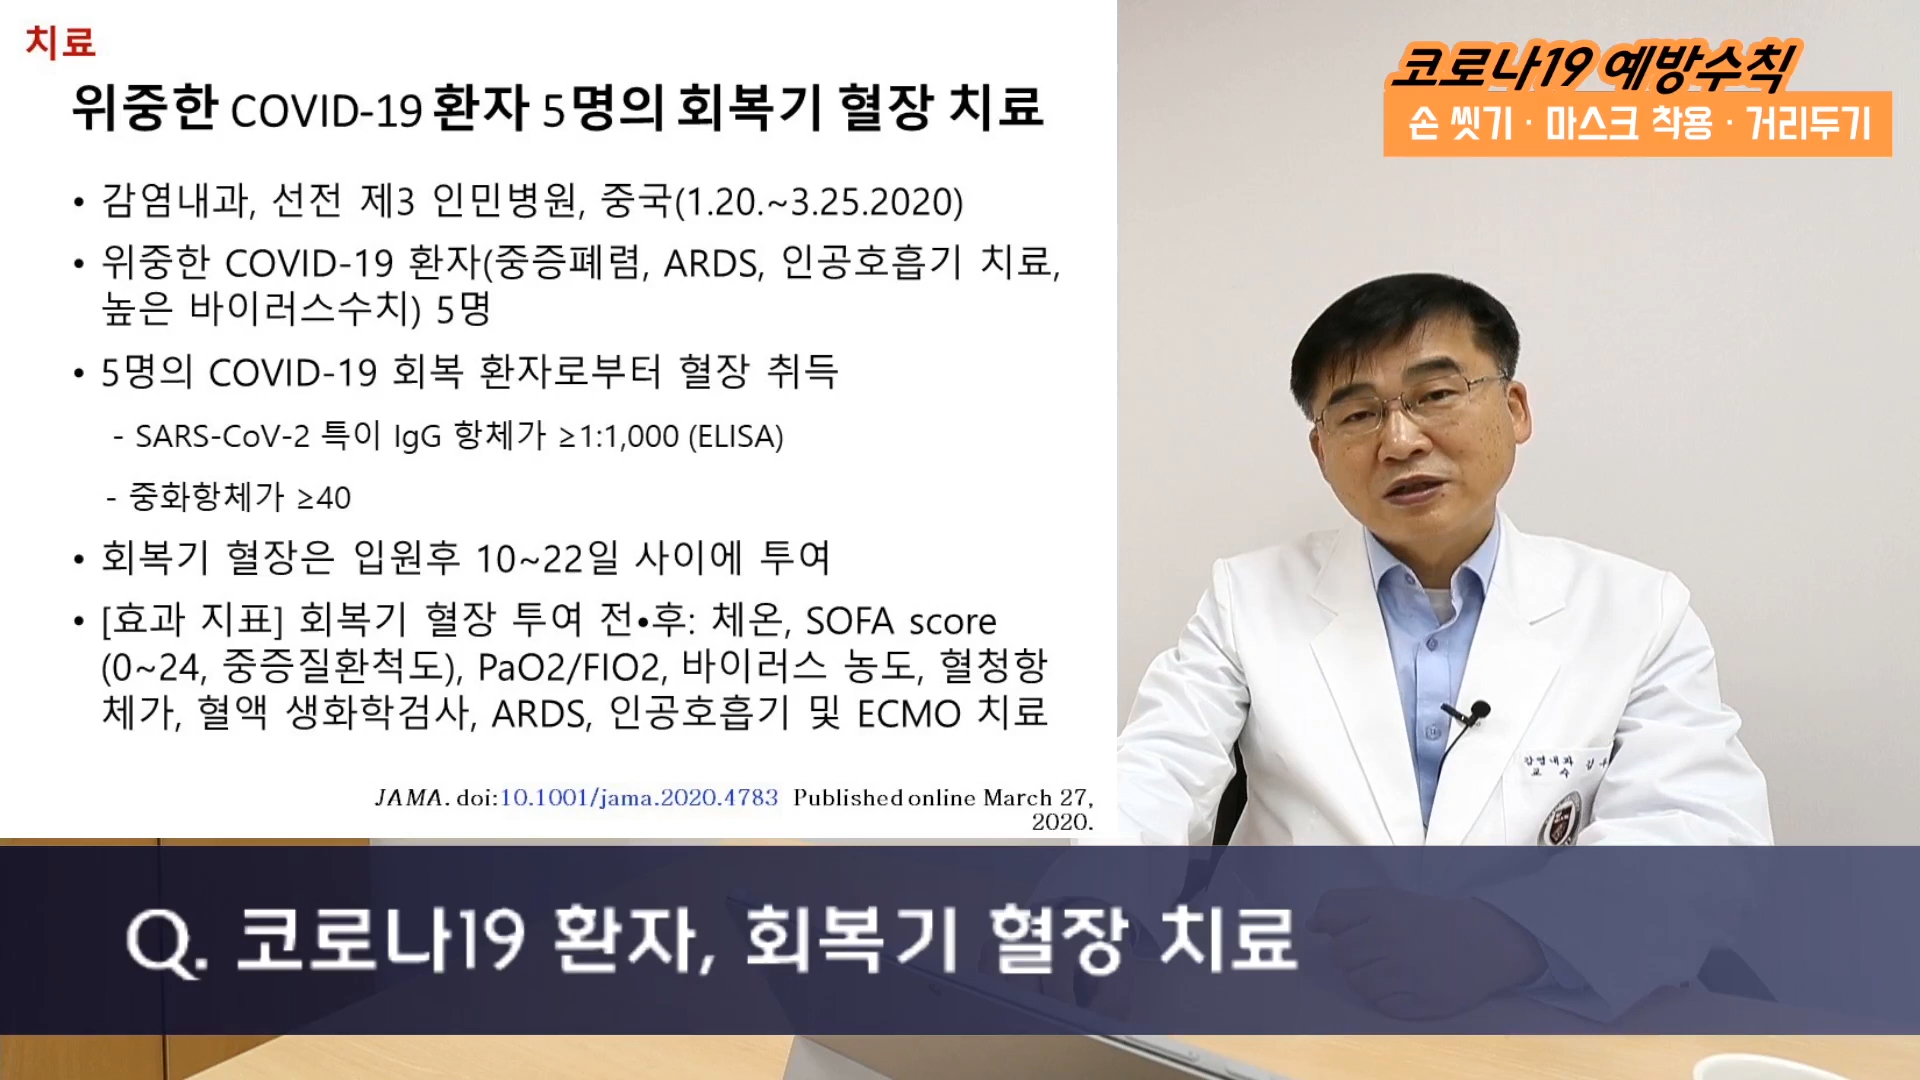 치료
위중한 COVID-19 환자 5명의 회복기 혈장 치료
• 감염내과, 선전 제3 인민병원, 중국(1.20.~3.25.2020)
• 위중한 COVID-19 환자(중증폐렴, ARDS, 인공호흡기 치료,
높은 바이러스수치) 5명
• 5명의 COVID-19 회복 환자로부터 혈장 취득
- SARS-CoV-2 특이 IgG 항체가 ≥1:1,000 (ELISA)
- 중화항체가 ≥40
• 회복기 혈장은 입원후 10~22일 사이에 투여
• [효과 지표] 회복기 혈장 투여 전•후: 체온, SOFA score
(0~24, 중증질환척도), PaO2/FIO2, 바이러스 농도, 혈청항
체가, 혈액 생화학검사, ARDS, 인공호흡기 및 ECMO 치료
JAMA. doi:10.1001/jama.2020.4783 Published online March 27,
2020.
코로나19 예방수칙
손 씻기 · 마스크 착용 · 거리두기
감염내과 김
교수
Q. 코로나19 환자, 회복기 혈장 치료